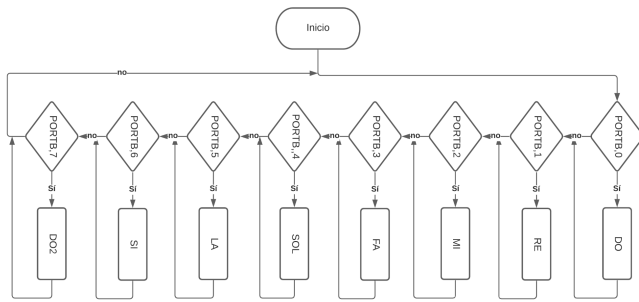 Inicio
no
PORTB,7
no
PORTB,6
no
PORTB,5
no
PORTB,,4
no
PORTB,3
no
PORTB,2
no
PORTB,1
no
PORTB,0
Sí
Sí
Sí
Sí
Sí
Sí
Sí
Sí
DO2
SI
LA
SOL
FA
MI
RE
DO